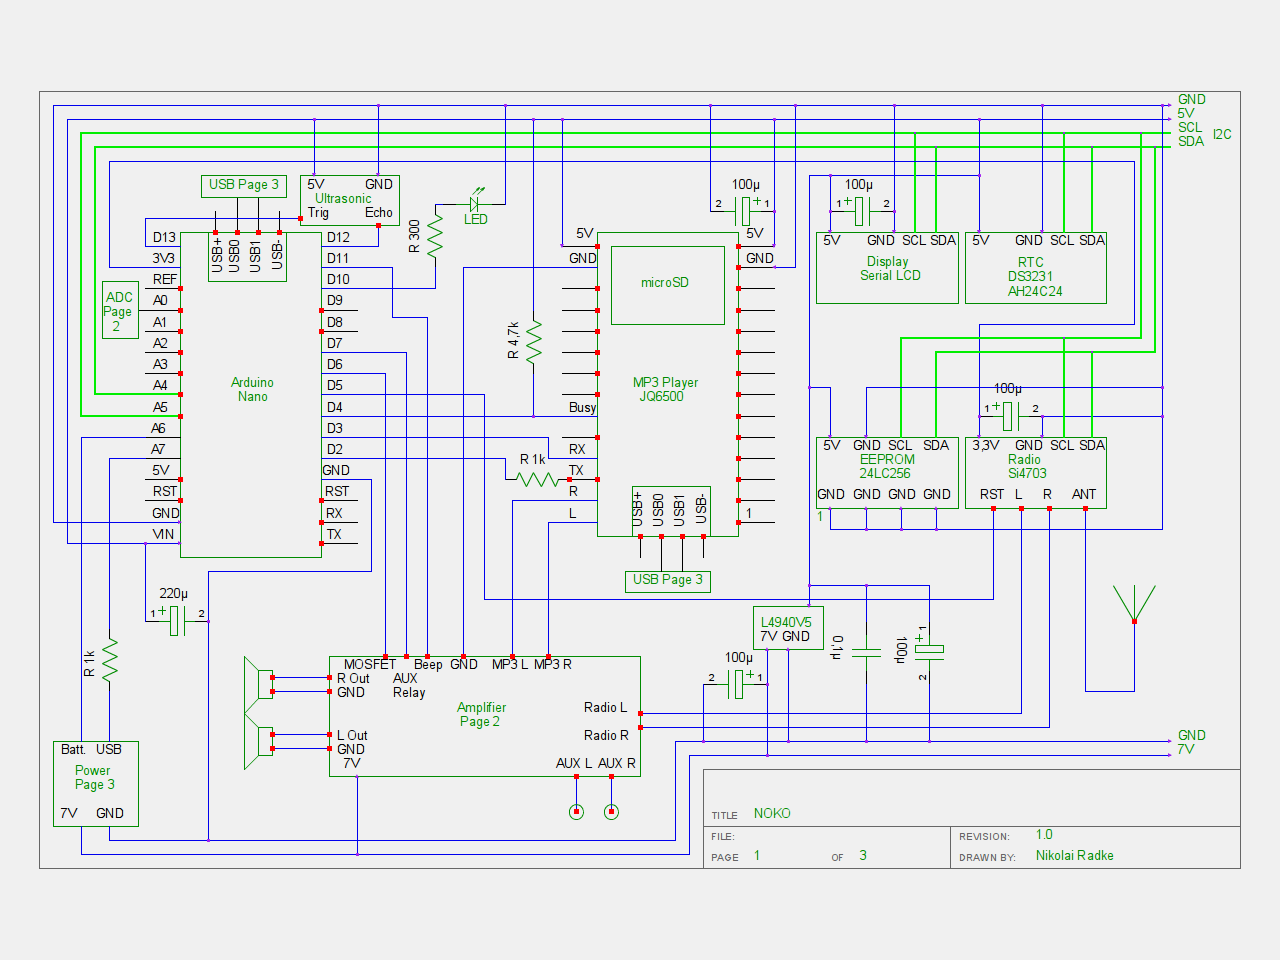 GND
5V
SCL
I2C
SDA
USB Page 3
5V GND
Ultrasonic
Trig Echo
LED
R 300
100µ
2 + 1
100µ
1 + 2
USB+
USB0
USB1
USB-
D13
3V3
REF
A0
A1
A2
A3
A4
A5
A6
A7
5V
RST
GND
VIN
ADC
Page
2
Arduino
Nano
D12
D11
D10
D9
D8
D7
D6
D5
D4
D3
D2
GND
RST
RX
TX
R 4,7k
R 1k
5V
GND
Busy
RX
TX
R
L
microSD
MP3 Player
JQ6500
5V
GND
1
USB+
USB0
USB1
USB-
USB Page 3
5V GND SCL SDA
Display
Serial LCD
5V GND SCL SDA
RTC
DS3231
AH24C24
100µ
1 + 2
5V GND SCL SDA
EEPROM
24LC256
GND GND GND GND
1
3,3V GND SCL SDA
Radio
Si4703
RST L R ANT
220µ
1 + 2
R 1k
L4940V5
7V GND
100µ
2 + 1
0,1µ
100µ
1
+
2
MOSFET Beep GND MP3 L MP3 R
R Out AUX
GND Relay
Amplifier
Page 2
Radio L
Radio R
L Out
GND
7V
AUX L AUX R
Batt. USB
Power
Page 3
7V GND
GND
7V
TITLE NOKO
FILE:
PAGE 1 OF 3
REVISION: 1.0
DRAWN BY: Nikolai Radke